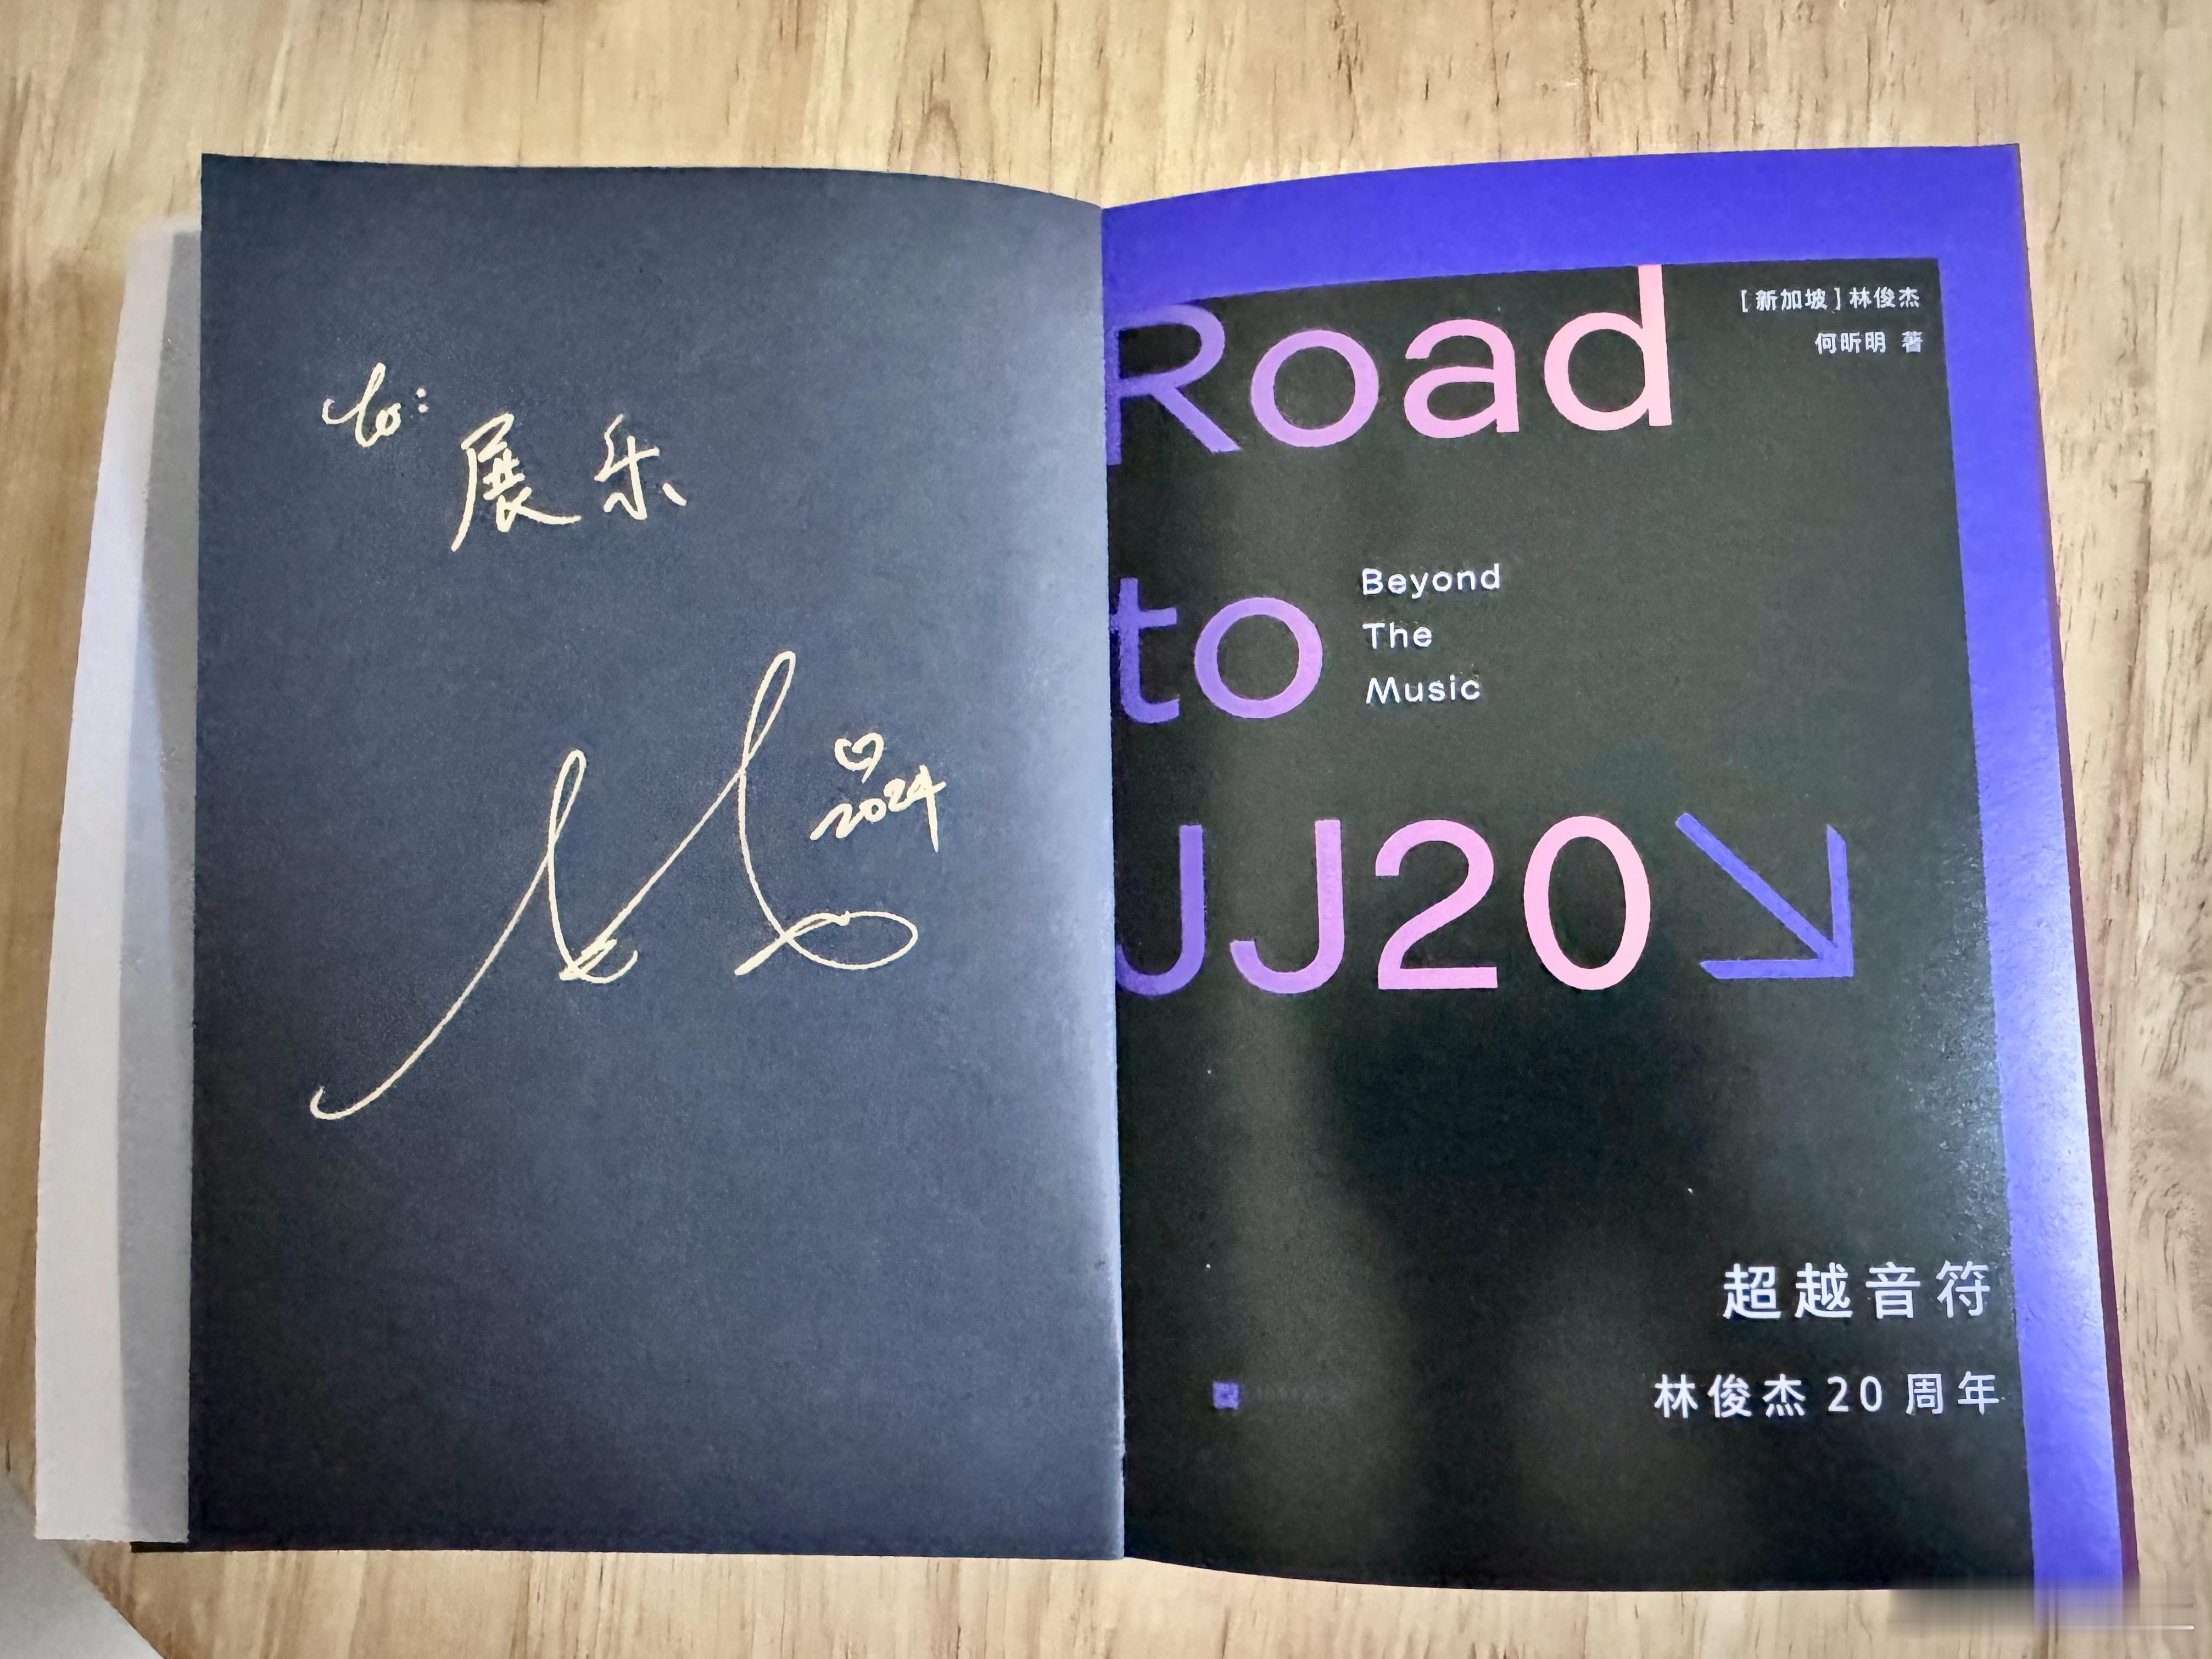 to:
展乐
♡
2024
Road
[新加坡] 林俊杰
何昕明 著
to
Beyond
The
Music
JJ20↘
超越音符
林俊杰 20 周年